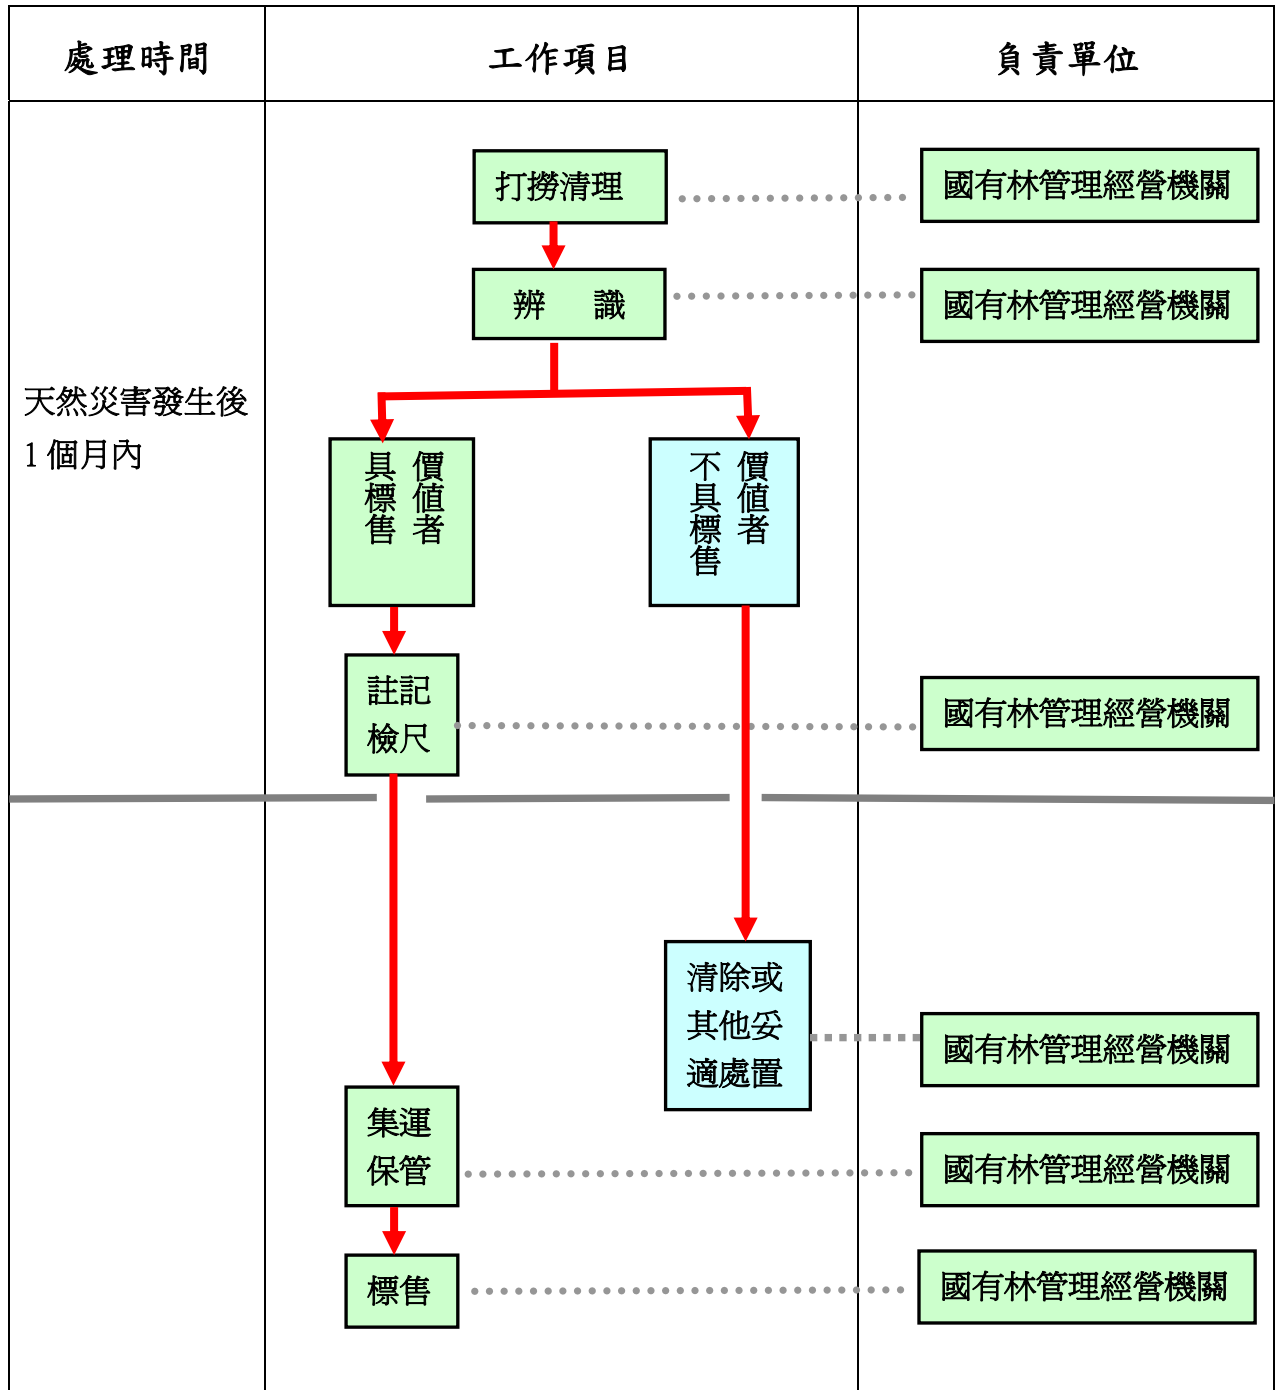 處理時間
工作項目
負責單位
打撈清理
國有林管理經營機關
辨 識
國有林管理經營機關
天然災害發生後
1 個月內
價值者
具標售
價值者
不具標售
註記
檢尺
國有林管理經營機關
清除或
其他妥
適處置
國有林管理經營機關
集運
保管
國有林管理經營機關
標售
國有林管理經營機關